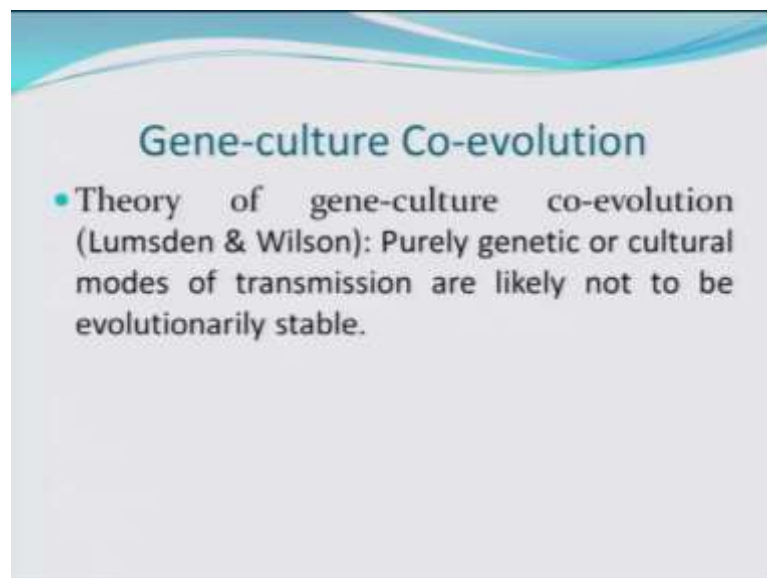 Gene-culture Co-evolution
• Theory of gene-culture co-evolution
(Lumsden & Wilson): Purely genetic or cultural
modes of transmission are likely not to be
evolutionarily stable.